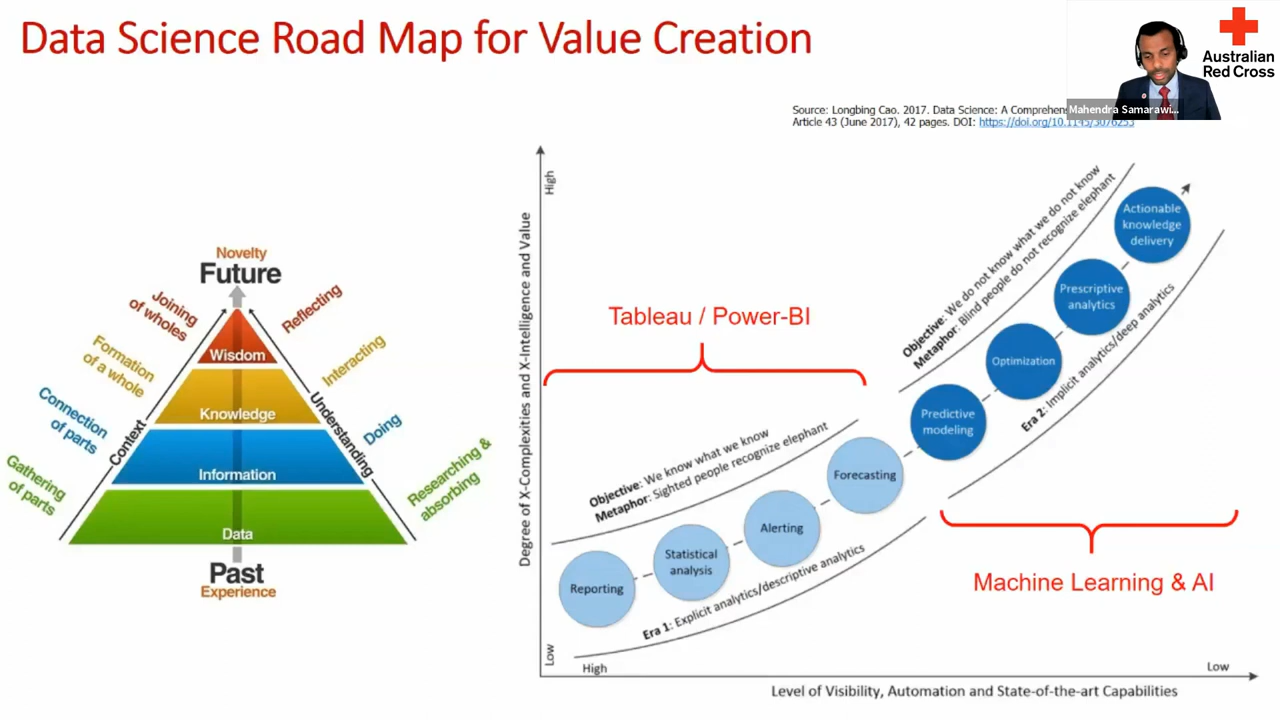 Data Science Road Map for Value Creation
Australian
Red Cross
Mahendra Samarawi...
Source: Longbing Cao. 2017. Data Science: A
Article 43 (June 2017), 42 pages. DOI:
Novelty
Future
Joining
of wholes
Reflecting
Formation
of a whole
Interacting
Connection
of parts
Doing
Gathering
of parts
Researching &
absorbing
Context
Understanding
Wisdom
Knowledge
Information
Data
Past
Experience
Degree of X-Complexities and X-Intelligence and Value
High
Low
Tableau / Power-BI
Objective: We know what we know
Metaphor: Sighted people recognize elephant
Reporting
Statistical
analysis
Alerting
Forecasting
Era 1: Explicit analytics/descriptive analytics
Objective: We do not know what we do not know
Metaphor: Blind people do not recognize elephant
Predictive
modeling
Optimization
Prescriptive
analytics
Actionable
knowledge
delivery
Era 2: Implicit analytics/deep analytics
Machine Learning & AI
High
Low
Level of Visibility, Automation and State-of-the-art Capabilities